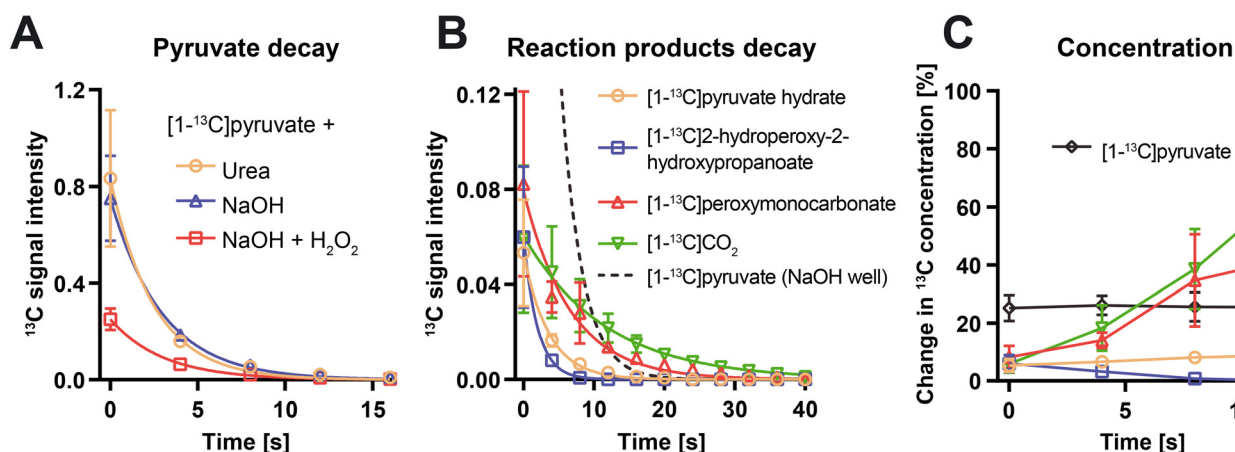 A
Pyruvate decay
¹³C signal intensity
1.2
0.8
0.4
0.0
[1-¹³C]pyruvate +
Urea
NaOH
NaOH + H₂O₂
0
5
10
15
Time [s]
B
Reaction products decay
¹³C signal intensity
0.12
0.08
0.04
0.00
[1-¹³C]pyruvate hydrate
[1-¹³C]2-hydroperoxy-2-
hydroxypropanoate
[1-¹³C]peroxymonocarbonate
[1-¹³C]CO₂
[1-¹³C]pyruvate (NaOH well)
0
10
20
30
40
Time [s]
C
Concentration
Change in ¹³C concentration [%]
100
80
60
40
20
0
[1-¹³C]pyruvate
0
5
1
Time [s]